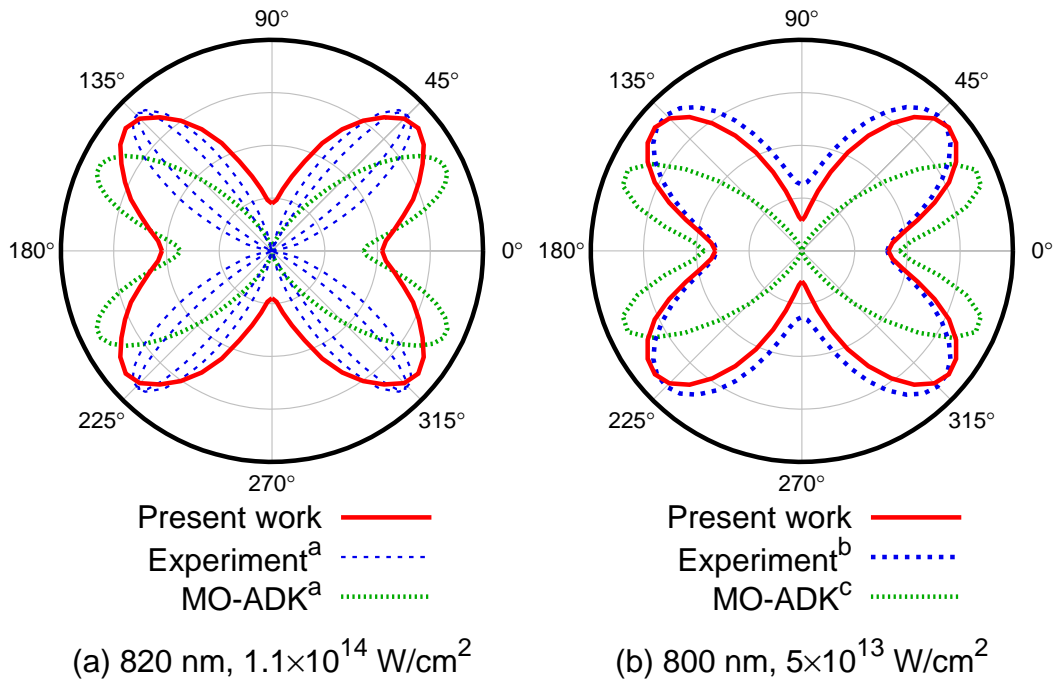 90°
135°
45°
180°
0°
225°
315°
270°
Present work
Experimentᵃ
MO-ADKᵃ
(a) 820 nm, 1.1×10¹⁴ W/cm²
90°
135°
45°
180°
0°
225°
315°
270°
Present work
Experimentᵇ
MO-ADKᶜ
(b) 800 nm, 5×10¹³ W/cm²